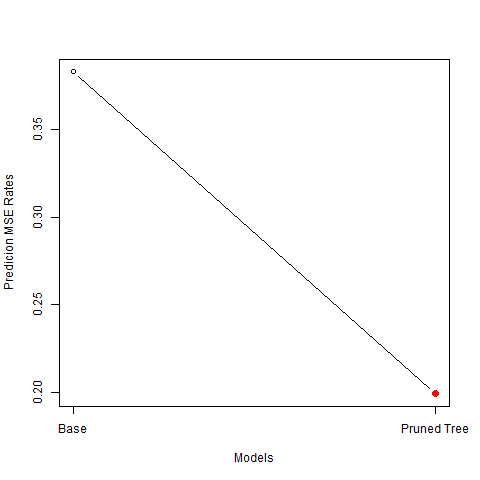 Predicion MSE Rates
0.35
0.30
0.25
0.20
Base
Pruned Tree
Models